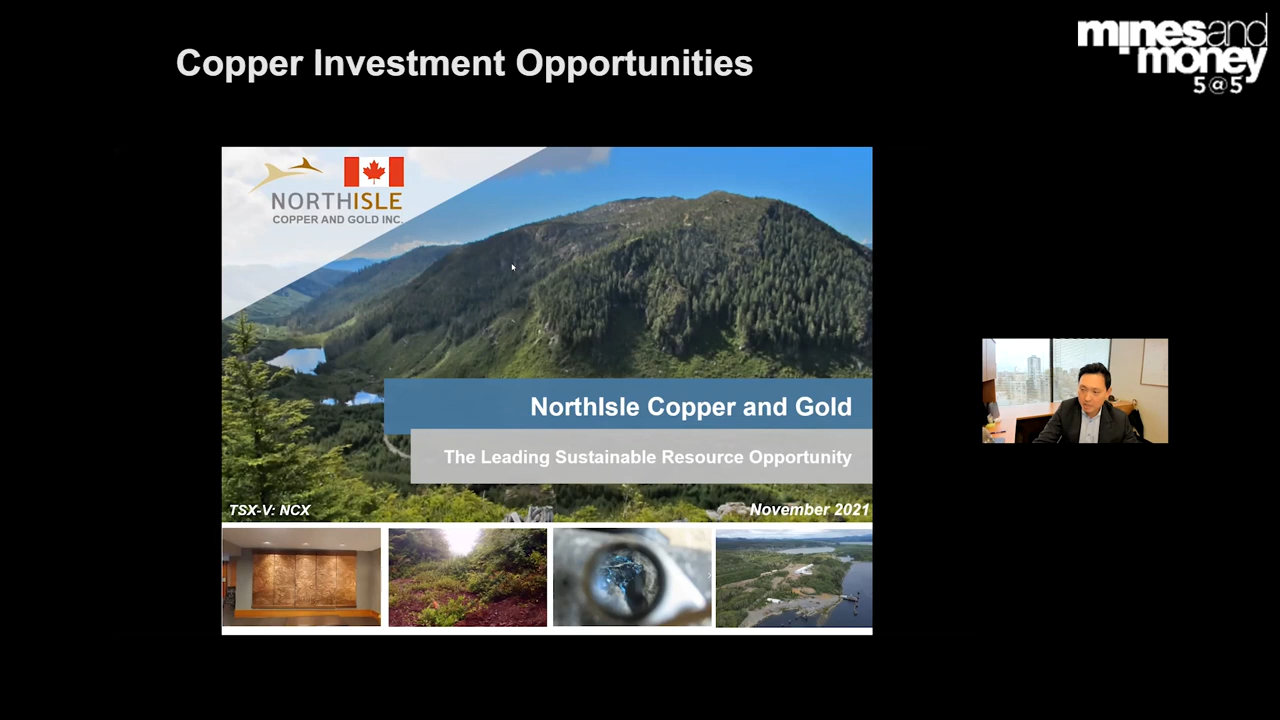 Copper Investment Opportunities
mines and
money
5@5
NORTHISLE
COPPER AND GOLD INC.
NorthIsle Copper and Gold
The Leading Sustainable Resource Opportunity
TSX-V: NCX
November 2021